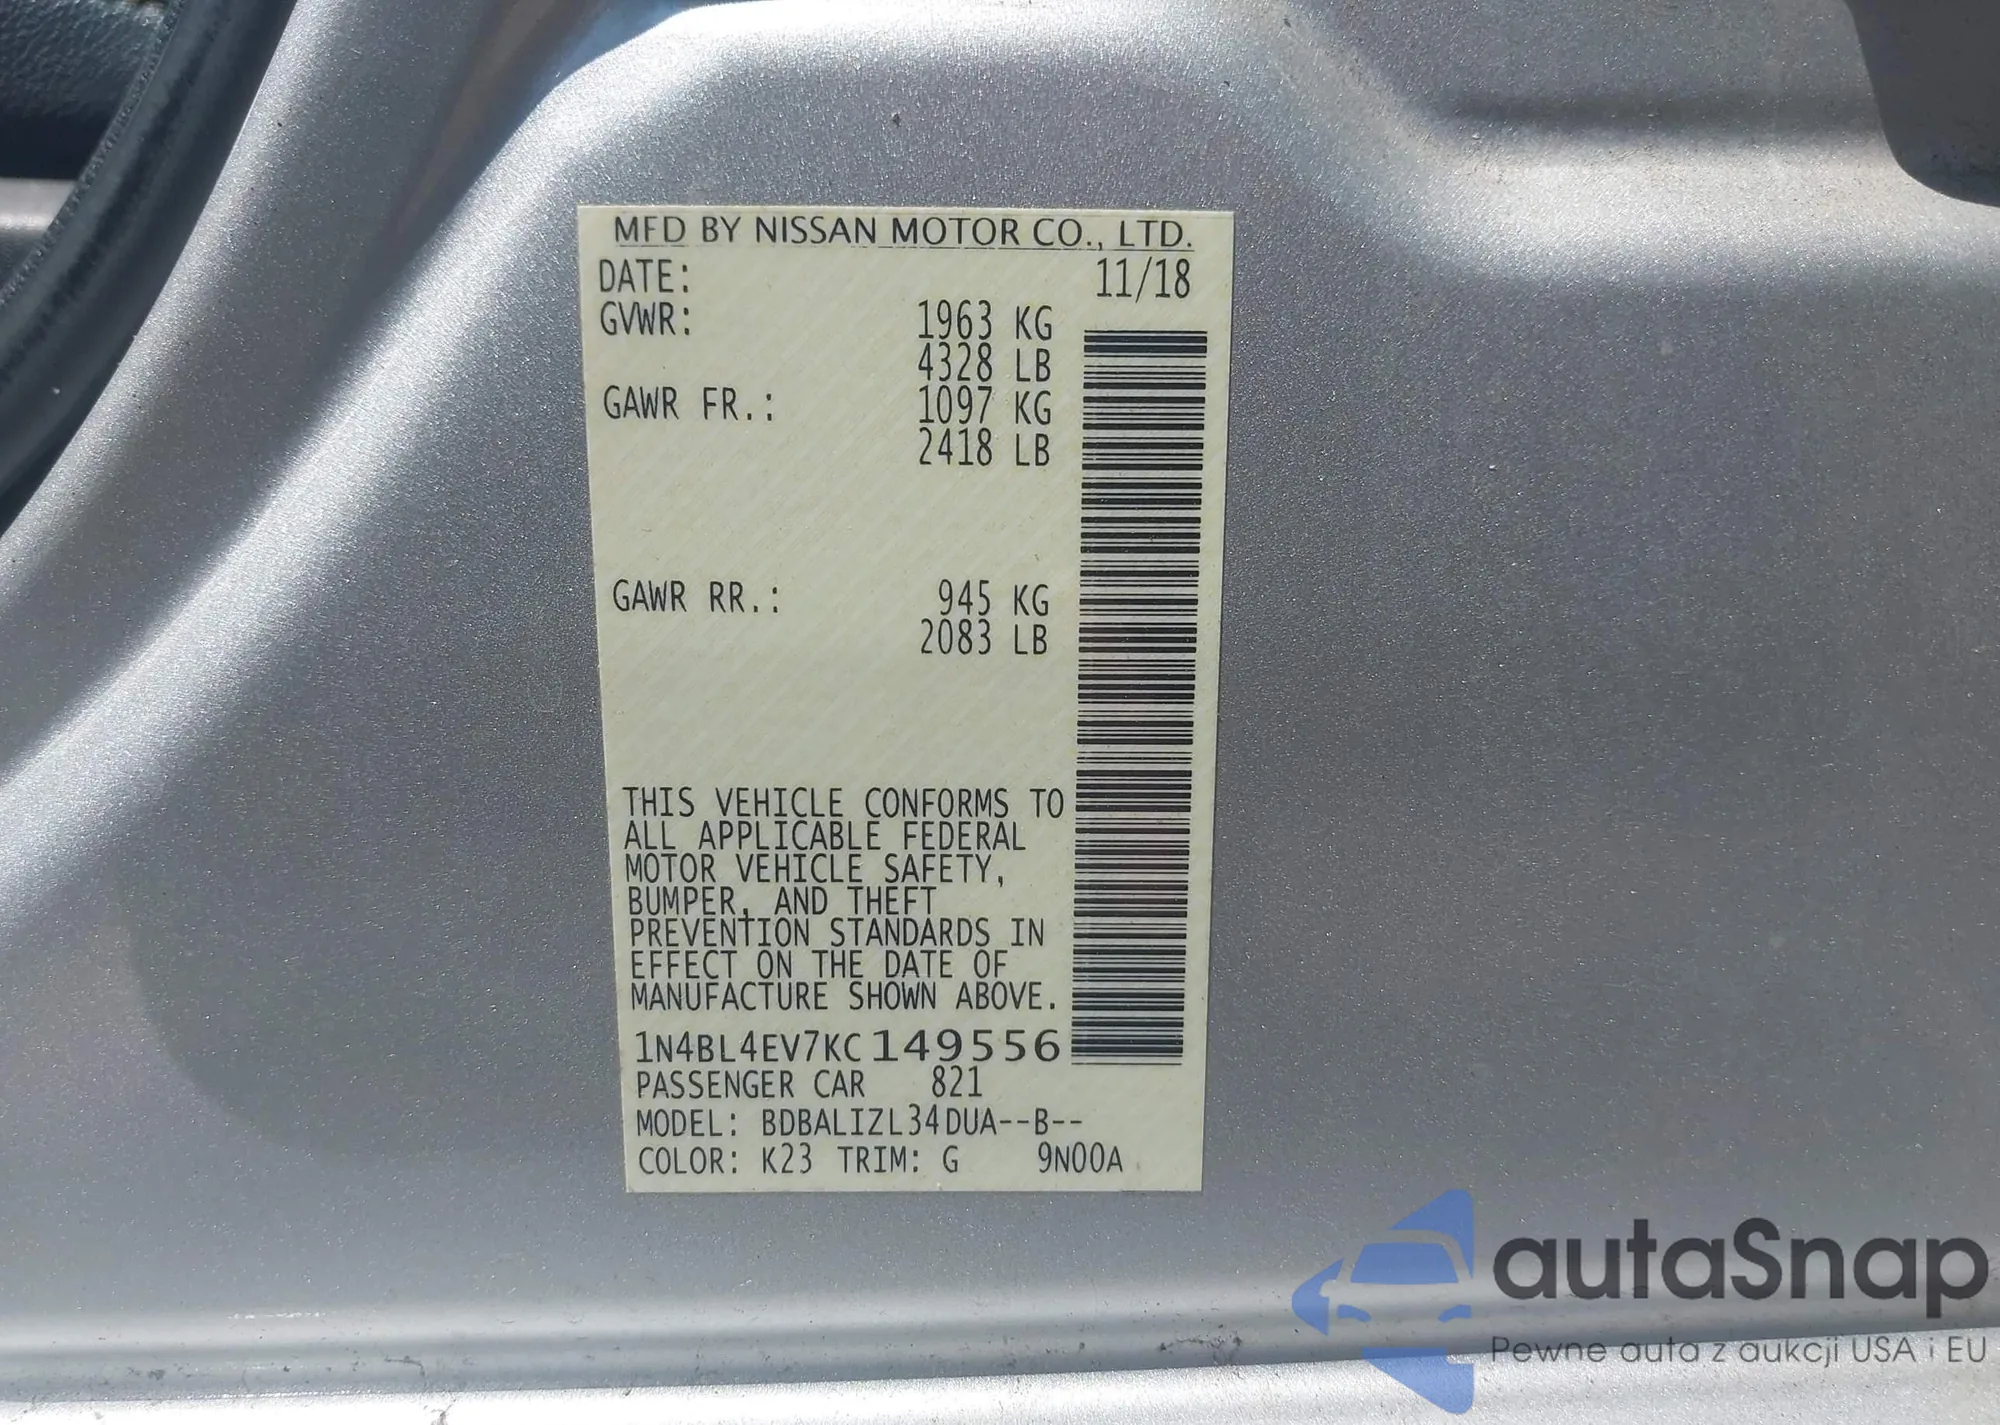 MFD BY NISSAN MOTOR CO., LTD.
DATE: 11/18
GVWR: 1963 KG
4328 LB
GAWR FR.: 1097 KG
2418 LB
GAWR RR.: 945 KG
2083 LB
THIS VEHICLE CONFORMS TO
ALL APPLICABLE FEDERAL
MOTOR VEHICLE SAFETY,
BUMPER, AND THEFT
PREVENTION STANDARDS IN
EFFECT ON THE DATE OF
MANUFACTURE SHOWN ABOVE.
1N4BL4EV7KC149556
PASSENGER CAR 821
MODEL: BDBALIZL34DUA--B--
COLOR: K23 TRIM: G 9N00A
autaSnap
Pewne auta z aukcji USA i EU